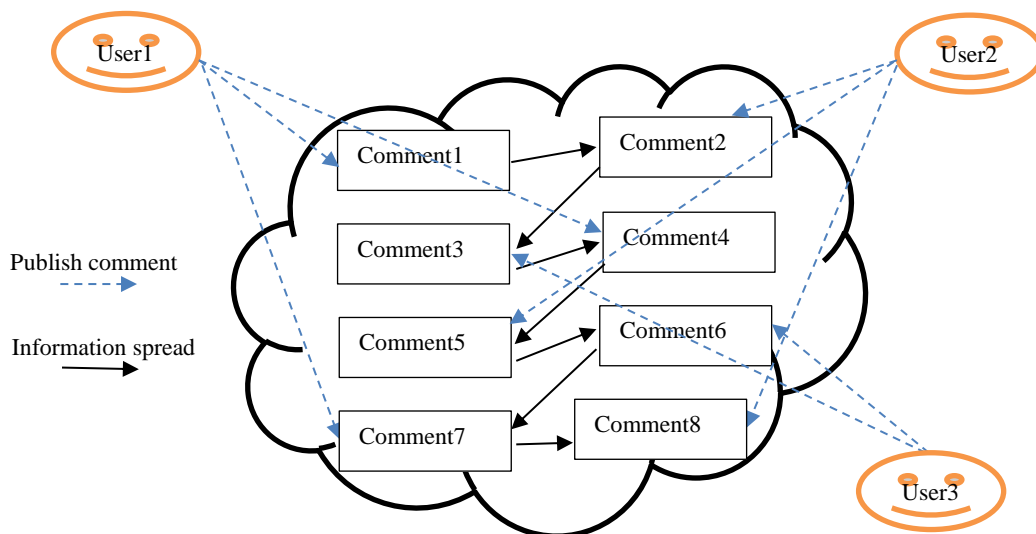 User1
User2
Comment1
Comment2
Comment3
Comment4
Publish comment
Comment5
Comment6
Information spread
Comment7
Comment8
User3